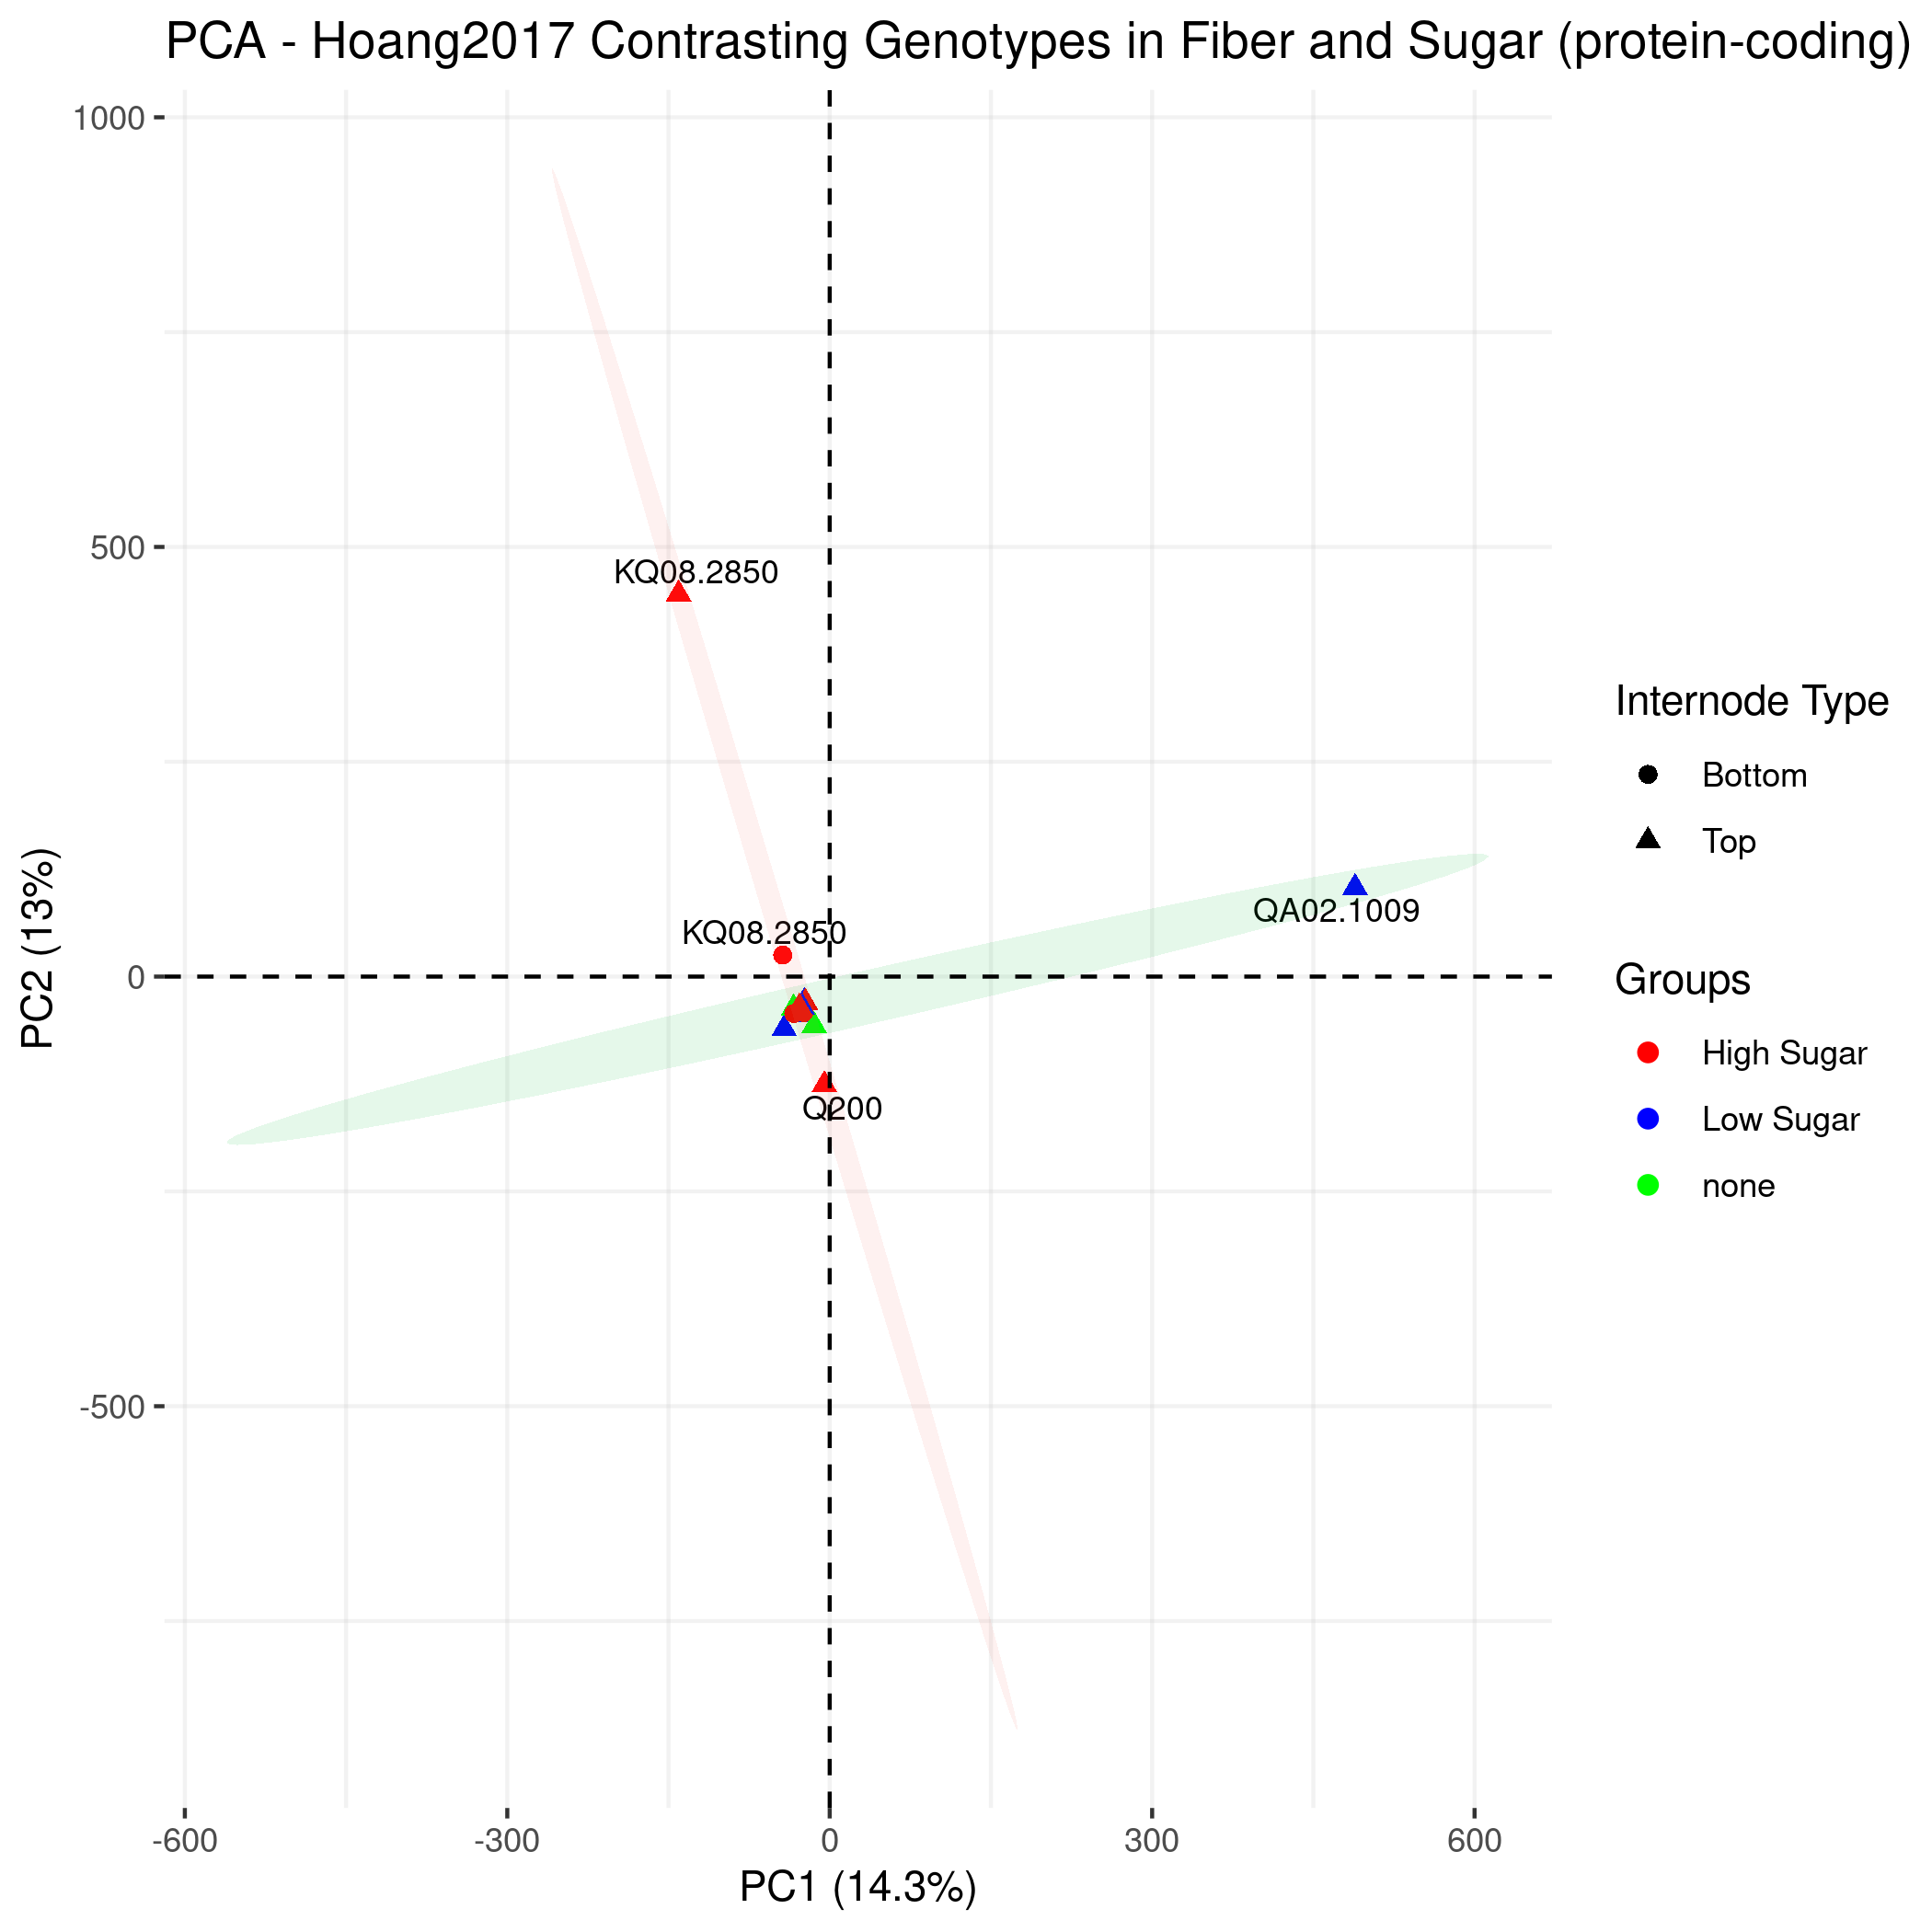 PCA - Hoang2017 Contrasting Genotypes in Fiber and Sugar (protein-coding)
1000
500
0
-500
PC2 (13%)
KQ08.2850
KQ08.2850
QA02.1009
Q200
-600
-300
0
300
600
PC1 (14.3%)
Internode Type
Bottom
Top
Groups
High Sugar
Low Sugar
none